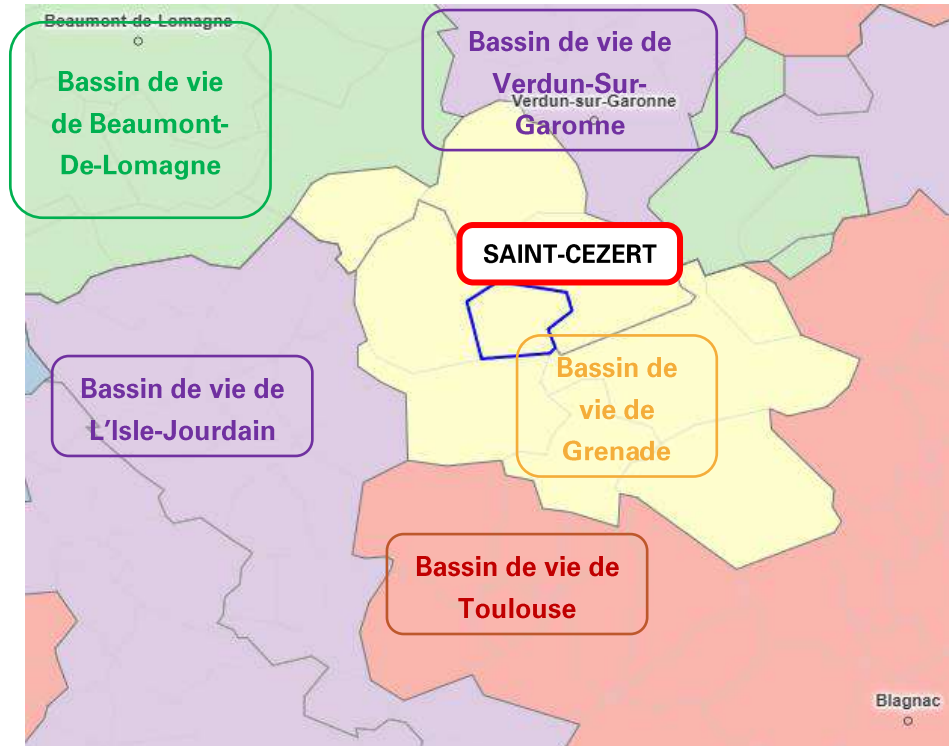 Beaumont-de-Lomagne
Bassin de vie
de Beaumont-
De-Lomagne
Bassin de vie de
Verdun-Sur-
Garonne
Verdun-sur-Garonne
SAINT-CEZERT
Bassin de vie de
L'Isle-Jourdain
Bassin de
vie de
Grenade
Bassin de vie de
Toulouse
Blagnac